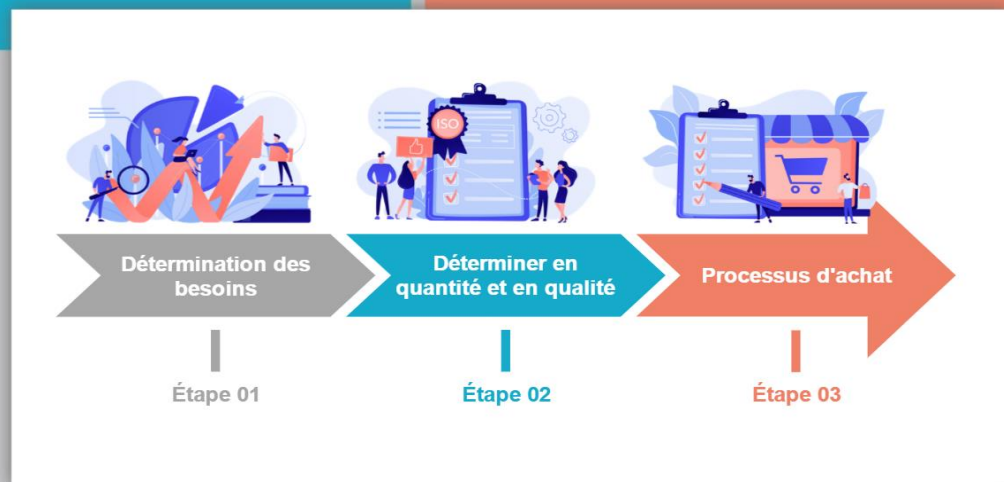 ISO
Détermination des
besoins
Déterminer en
quantité et en qualité
Processus d'achat
Étape 01
Étape 02
Étape 03